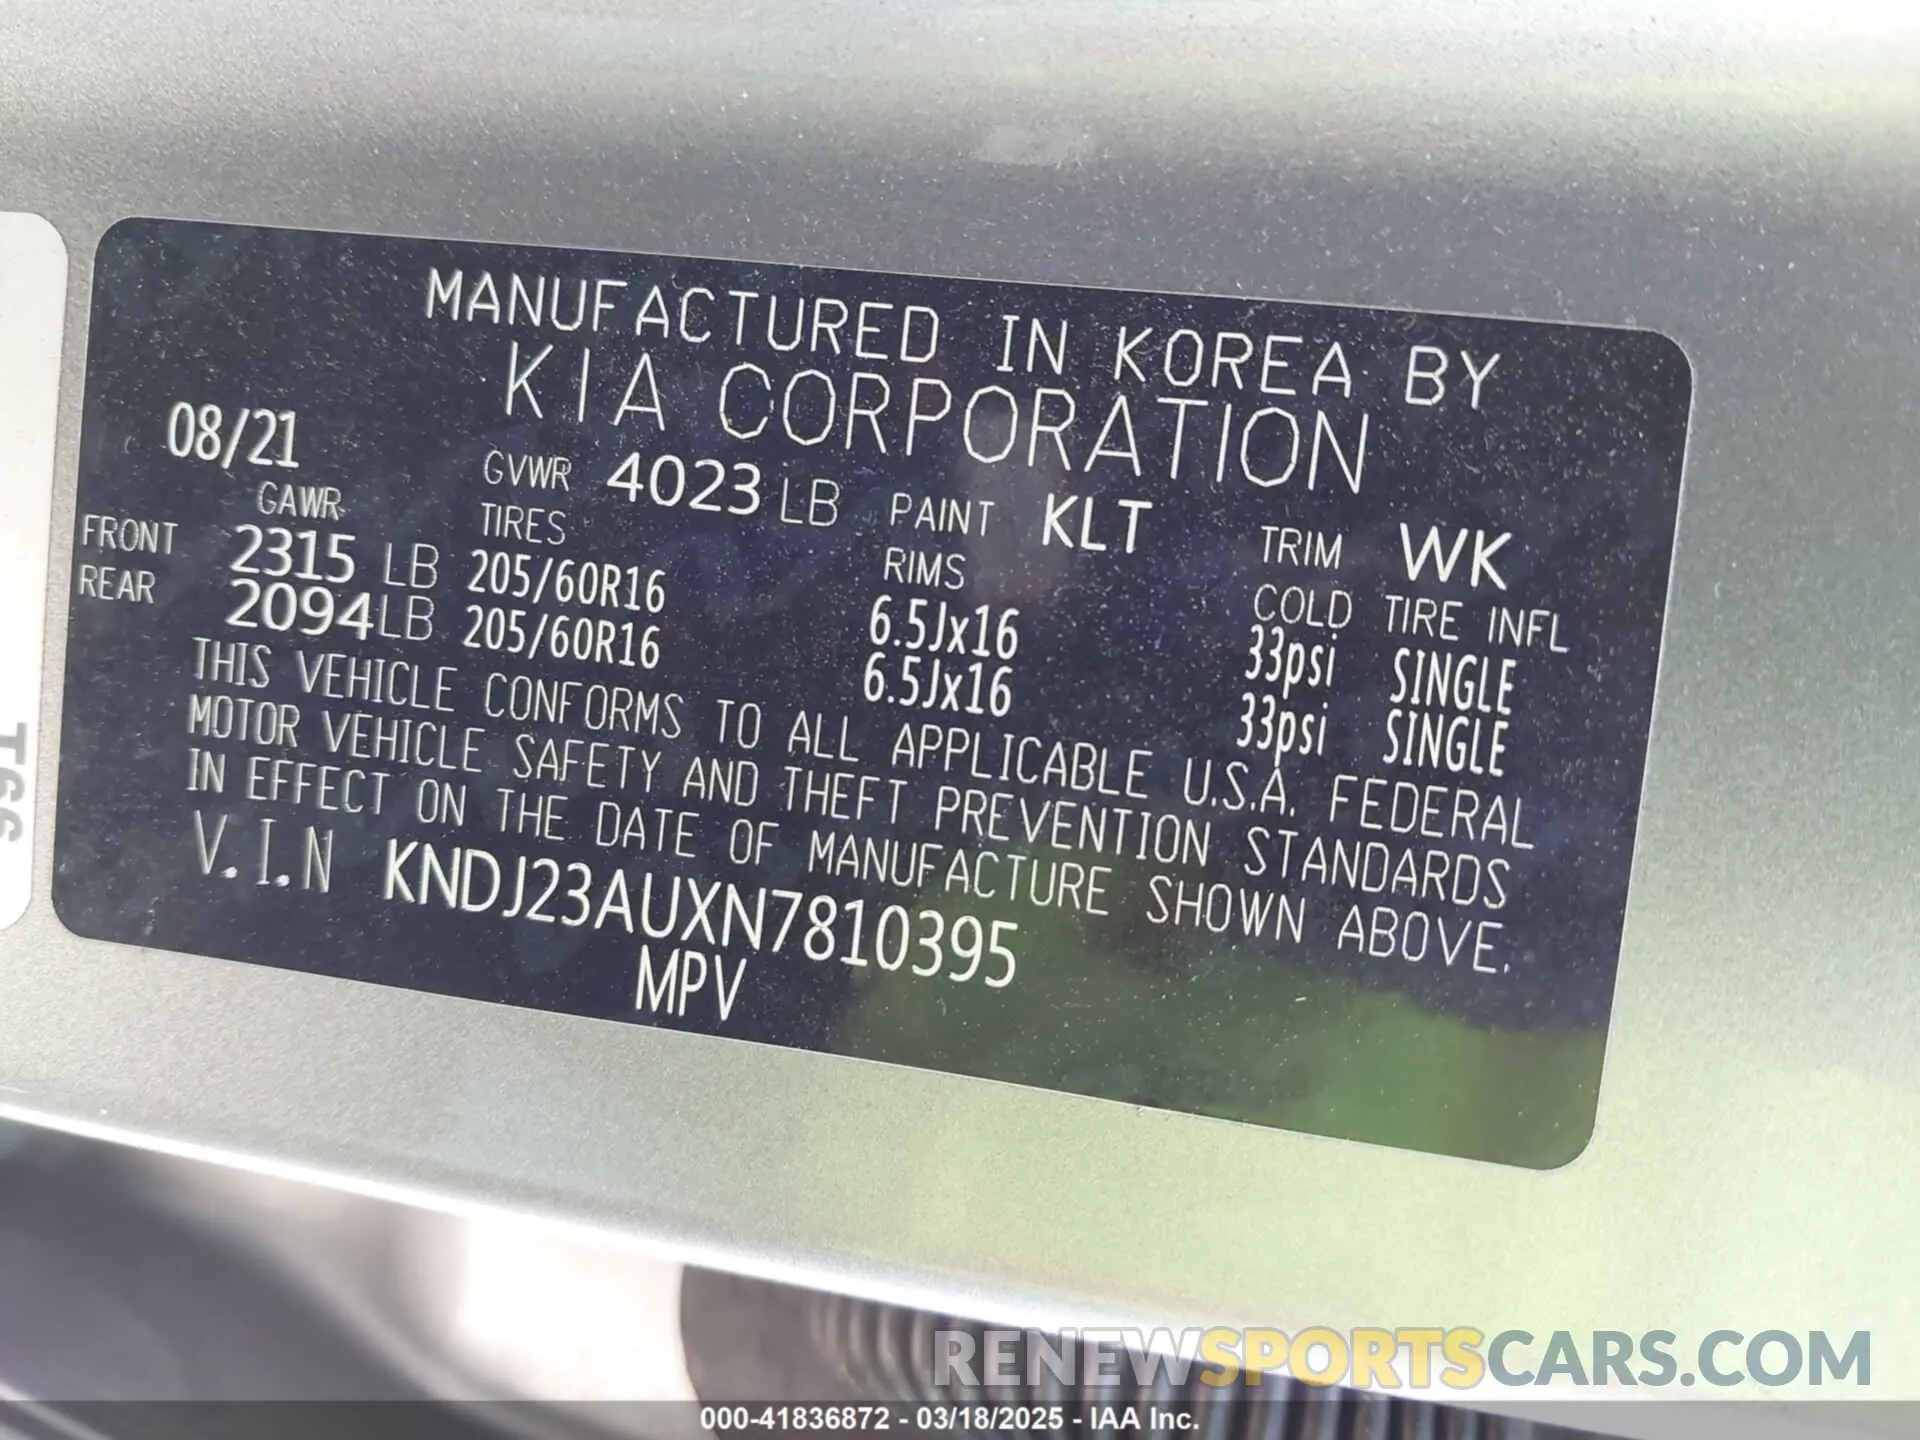 MANUFACTURED IN KOREA BY
KIA CORPORATION
08/21 GVWR 4023 LB PAINT KLT TRIM WK
GAWR TIRES RIMS COLD TIRE INFL
FRONT 2315 LB 205/60R16 6.5Jx16 33psi SINGLE
REAR 2094 LB 205/60R16 6.5Jx16 33psi SINGLE
THIS VEHICLE CONFORMS TO ALL APPLICABLE U.S.A. FEDERAL
MOTOR VEHICLE SAFETY AND THEFT PREVENTION STANDARDS
IN EFFECT ON THE DATE OF MANUFACTURE SHOWN ABOVE.
V.I.N KNDJ23AUXN7810395
MPV
RENEWSPORTSCARS.COM
000-41836872 - 03/18/2025 - IAA Inc.